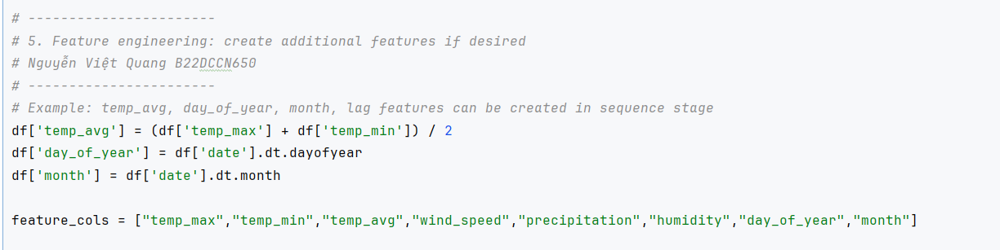 # -----------------------
# 5. Feature engineering: create additional features if desired
# Nguyễn Việt Quang B22DCCN650
# -----------------------
# Example: temp_avg, day_of_year, month, lag features can be created in sequence stage
df['temp_avg'] = (df['temp_max'] + df['temp_min']) / 2
df['day_of_year'] = df['date'].dt.dayofyear
df['month'] = df['date'].dt.month
feature_cols = ["temp_max","temp_min","temp_avg","wind_speed","precipitation","humidity","day_of_year","month"]